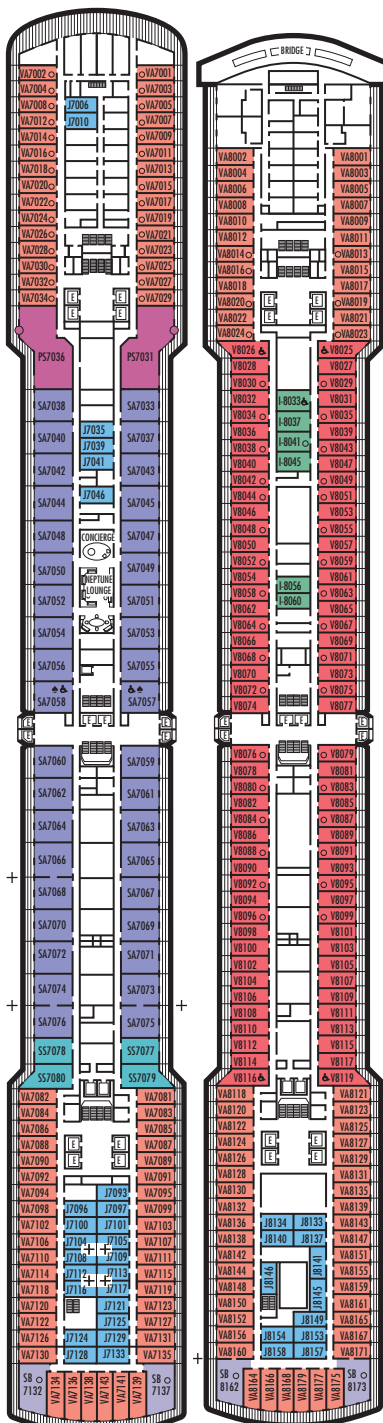 VA7002 VA7001
VA7004 VA7003
VA7008 J7006 VA7005
VA7012 J7010 VA7007
VA7014 VA7009
VA7016 VA7011
VA7018 VA7013
VA7020 VA7015
VA7022 VA7017
VA7024 VA7019
VA7026 VA7021
VA7028 VA7023
VA7030 VA7025
VA7032 VA7027
VA7034 VA7029
E E
E E
PS7036 PS7031
SA7038 SA7033
J7035
SA7040 J7039 SA7037
J7041
SA7042 SA7043
SA7044 J7046 SA7045
SA7048 CONCIERGE SA7047
SA7050 NEPTUNE SA7049
LOUNGE
SA7052 SA7051
SA7054 SA7053
SA7056 SA7055
SA7058 SA7057
E E E E
E E
SA7060 SA7059
SA7062 SA7061
SA7064 SA7063
SA7066 SA7065
SA7068 SA7067
SA7070 SA7069
SA7072 SA7071
SA7074 SA7073
SA7076 SA7075
SS7078 SS7077
SS7080 SS7079
VA7082 VA7081
VA7084 VA7083
VA7086 VA7085
VA7088 E E VA7087
VA7090 E E VA7089
VA7092 VA7091
VA7094 J7093 VA7095
VA7098 J7096 J7097 VA7099
VA7102 J7100 J7101 VA7103
VA7106 J7104 J7105 VA7107
VA7110 J7108 J7109 VA7111
VA7114 J7112 J7113 VA7115
VA7118 J7116 J7117 VA7119
VA7120 J7121 VA7123
VA7122 J7125 VA7127
VA7126 J7124 J7129 VA7131
VA7130 J7128 J7133 VA7135
SB 7132 VA7134 VA7136 VA7138 VA7143 VA7141 VA7139 SB 7137
BRIDGE
VA8002 VA8001
VA8004 VA8003
VA8006 VA8005
VA8008 VA8007
VA8010 VA8009
VA8012 VA8011
VA8014 VA8013
VA8016 VA8015
VA8018 VA8017
VA8020 E E VA8019
VA8022 E E VA8021
VA8024 VA8023
V8026 V8025
V8028 V8027
V8030 V8029
V8032 I-8033 V8031
V8034 V8035
V8036 I-8037 V8039
V8038 I-8041 V8043
V8040 I-8045 V8047
V8042 V8049
V8044 V8051
V8046 V8053
V8048 V8055
V8050 V8057
V8052 V8059
V8054 V8061
V8058 I-8056 V8063
V8062 I-8060 V8065
V8064 V8067
V8066 V8069
V8068 V8071
V8070 V8073
V8072 V8075
V8074 V8077
E E E E
E E
V8076 V8079
V8078 V8081
V8080 V8083
V8082 V8085
V8084 V8087
V8086 V8089
V8088 V8091
V8090 V8093
V8092 V8095
V8094 V8097
V8096 V8099
V8098 V8101
V8100 V8103
V8102 V8105
V8104 V8107
V8106 V8109
V8108 V8111
V8110 V8113
V8112 V8115
V8114 V8117
V8116 V8119
VA8118 VA8121
VA8120 VA8123
VA8122 VA8125
VA8124 E E VA8127
VA8126 E E VA8129
VA8128 VA8131
VA8130 VA8135
VA8132 VA8139
VA8136 J8134 J8133 VA8143
VA8138 J8140 J8137 VA8147
VA8142 J8141 VA8151
VA8144 J8146 VA8155
VA8148 J8145 VA8159
VA8150 VA8161
VA8152 J8149 VA8165
VA8156 J8154 J8153 VA8167
VA8160 J8158 J8157 VA8171
SB 8162 VA8164 VA8166 VA8168 VA8179 VA8177 VA8175 SB 8173